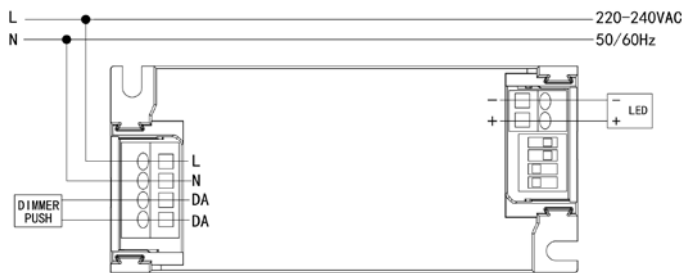 L
220-240VAC
N
50/60Hz
−
−
LED
+
+
L
N
DA
DA
DIMMER
PUSH